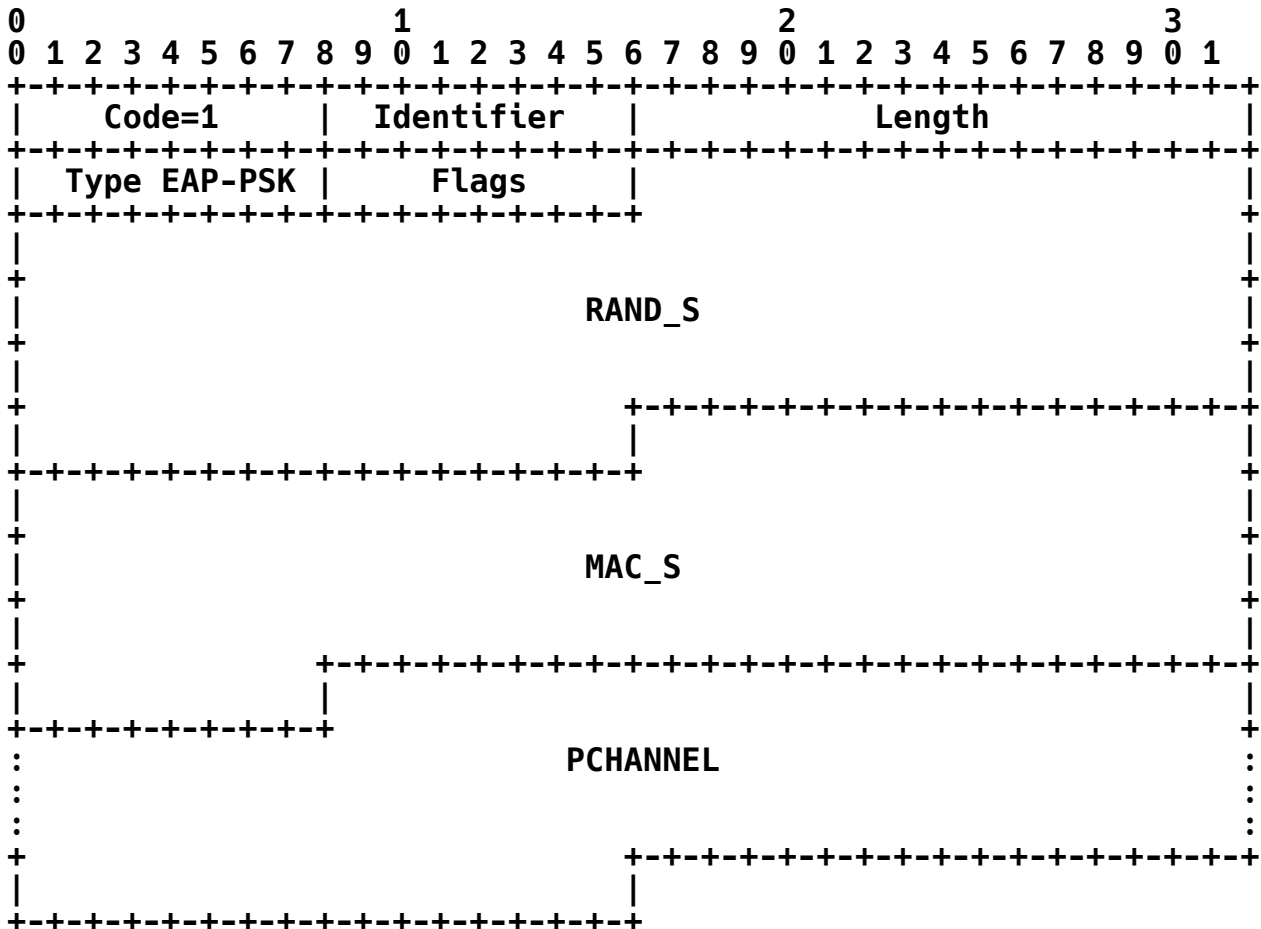 0                   1                   2                   3
0 1 2 3 4 5 6 7 8 9 0 1 2 3 4 5 6 7 8 9 0 1 2 3 4 5 6 7 8 9 0 1
+-+-+-+-+-+-+-+-+-+-+-+-+-+-+-+-+-+-+-+-+-+-+-+-+-+-+-+-+-+-+-+-+
|    Code=1     |  Identifier   |            Length             |
+-+-+-+-+-+-+-+-+-+-+-+-+-+-+-+-+-+-+-+-+-+-+-+-+-+-+-+-+-+-+-+-+
|  Type EAP-PSK |     Flags     |                               |
+-+-+-+-+-+-+-+-+-+-+-+-+-+-+-+-+                               +
|                                                               |
+                                                               +
|                             RAND_S                            |
+                                                               +
|                                                               |
+                               +-+-+-+-+-+-+-+-+-+-+-+-+-+-+-+-+
|                               |                               |
+-+-+-+-+-+-+-+-+-+-+-+-+-+-+-+-+                               +
|                                                               |
+                                                               +
|                             MAC_S                             |
+                                                               +
|                                                               |
+               +-+-+-+-+-+-+-+-+-+-+-+-+-+-+-+-+-+-+-+-+-+-+-+-+
|               |                                               |
+-+-+-+-+-+-+-+-+                                               +
:                            PCHANNEL                           :
:                                                               :
:                                                               :
+                               +-+-+-+-+-+-+-+-+-+-+-+-+-+-+-+-+
|                               |
+-+-+-+-+-+-+-+-+-+-+-+-+-+-+-+-+